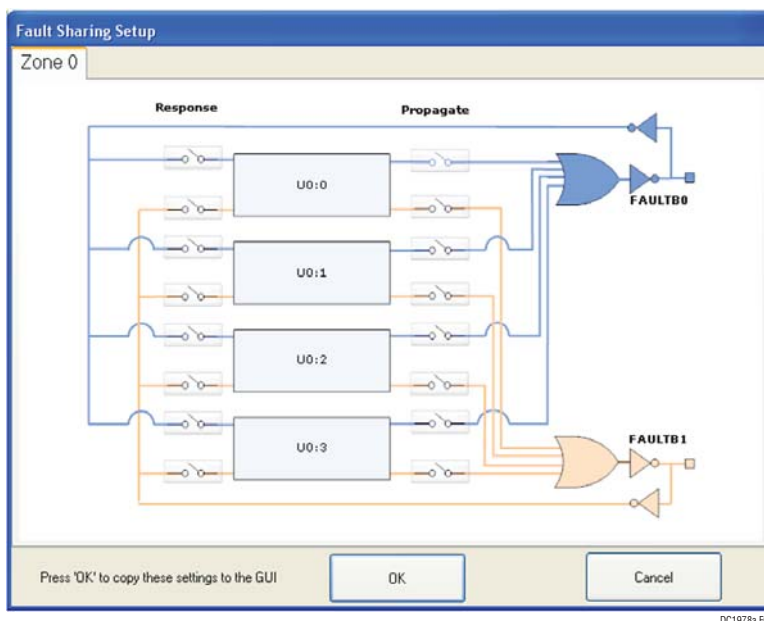 Fault Sharing Setup
Zone 0
Response
Propagate
U0:0
FAULTB0
U0:1
U0:2
FAULTB1
U0:3
Press 'OK' to copy these settings to the GUI
OK
Cancel
DC1978a